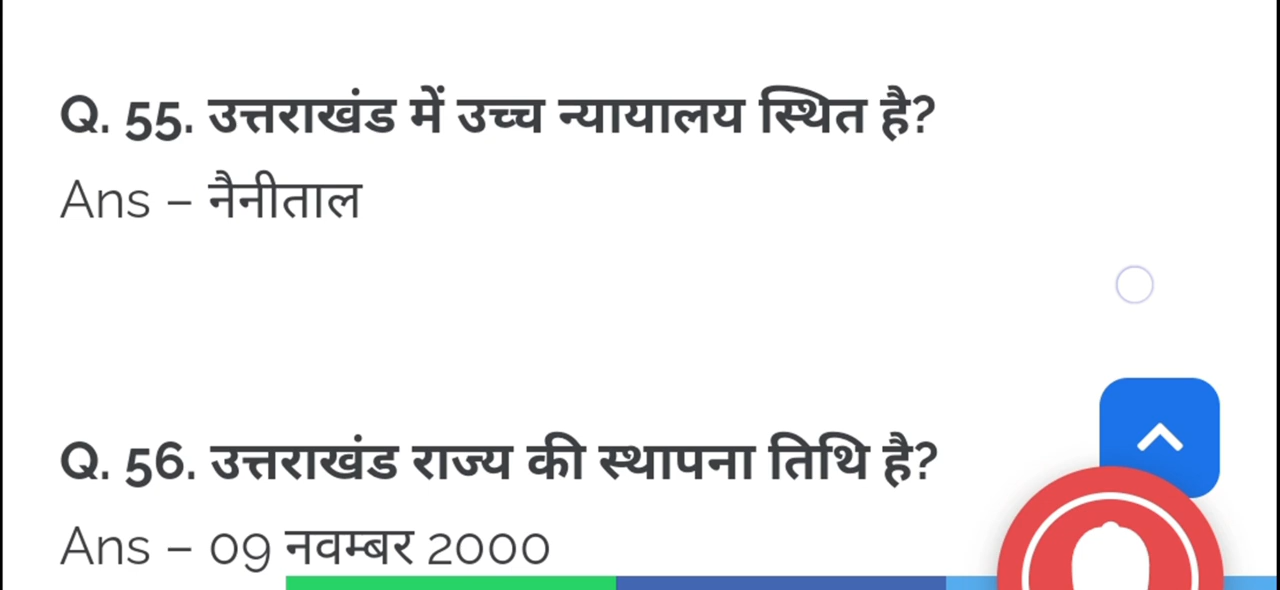 Q. 55. उत्तराखंड में उच्च न्यायालय स्थित है?
Ans – नैनीताल
Q. 56. उत्तराखंड राज्य की स्थापना तिथि है?
Ans – 09 नवम्बर 2000